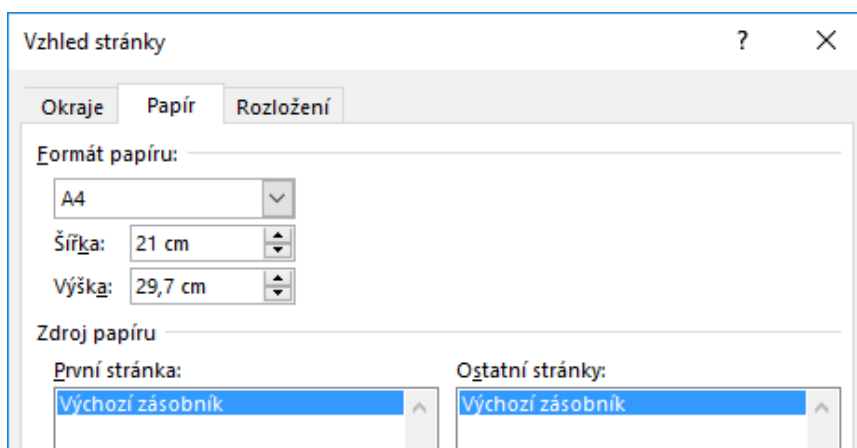 Vzhled stránky ?
Okraje Papír Rozložení
Formát papíru:
A4
Šířka: 21 cm
Výška: 29,7 cm
Zdroj papíru
První stránka: Ostatní stránky:
Výchozí zásobník Výchozí zásobník